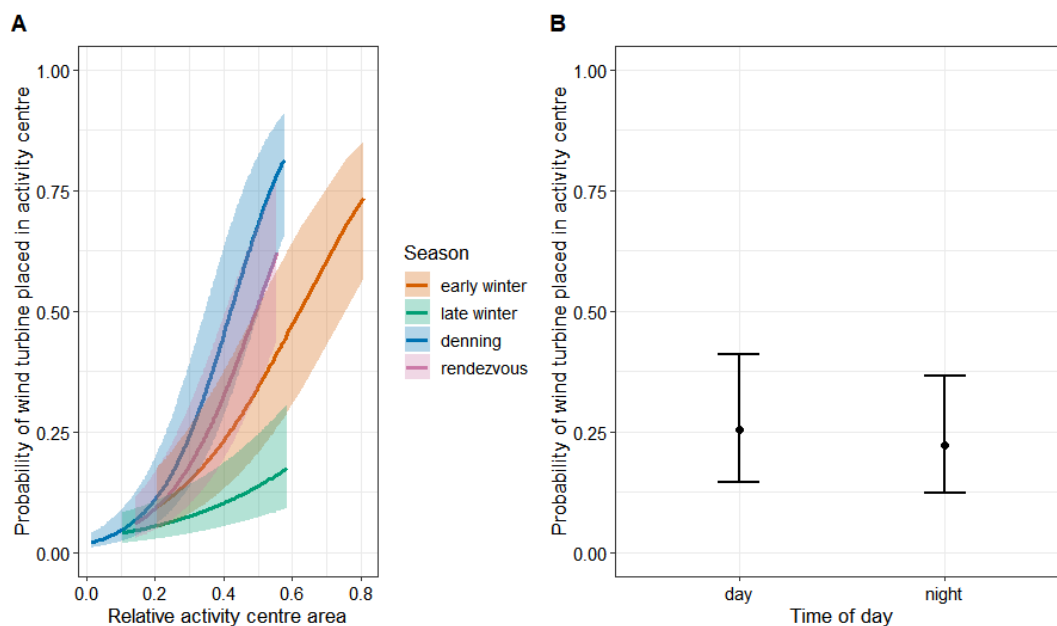 A
Probability of wind turbine placed in activity centre
1.00
0.75
0.50
0.25
0.00
0.0 0.2 0.4 0.6 0.8
Relative activity centre area
Season
early winter
late winter
denning
rendezvous
B
Probability of wind turbine placed in activity centre
1.00
0.75
0.50
0.25
0.00
day night
Time of day